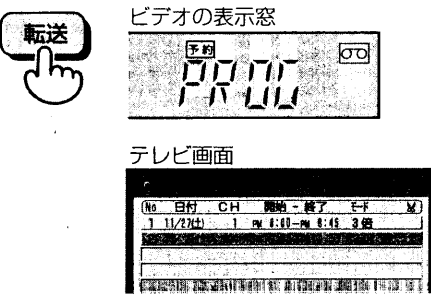 転送
ビデオの表示窓
予約
PROG
テレビ画面
No 日付 CH 開始 - 終了 モード
1 11/27(土) 1 PM 8:00-PM 8:45 3倍